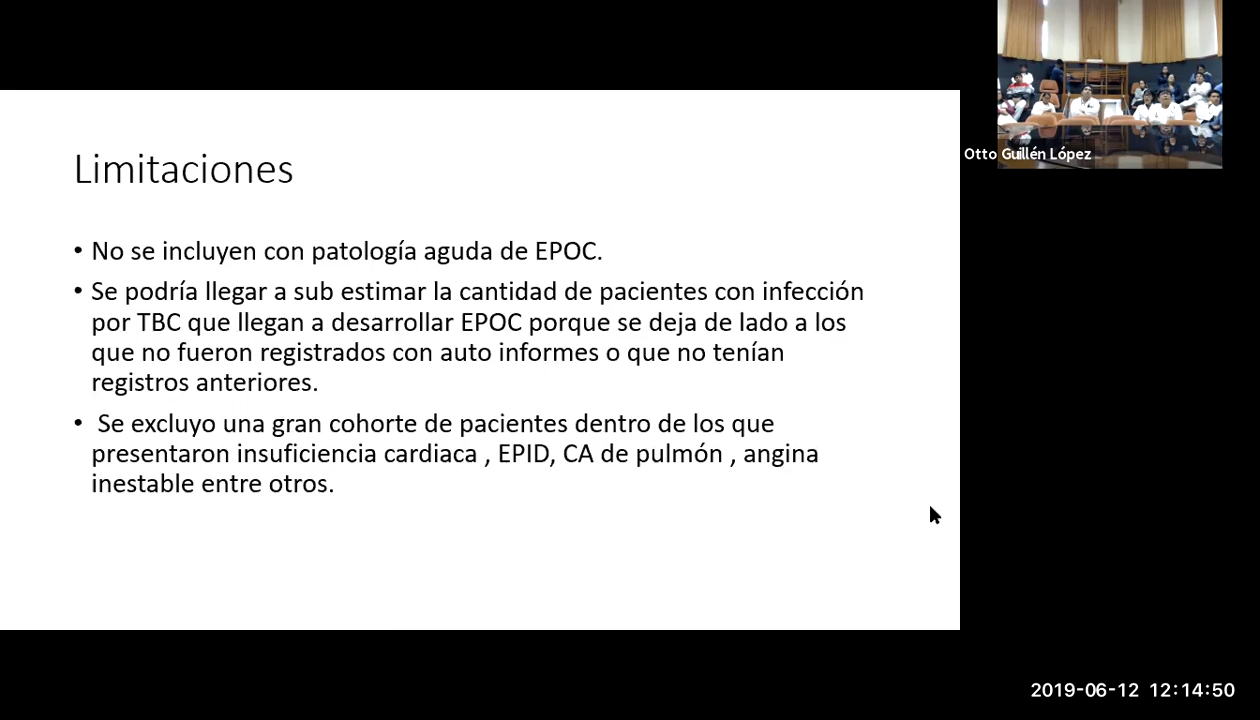 Limitaciones
• No se incluyen con patología aguda de EPOC.
• Se podría llegar a sub estimar la cantidad de pacientes con infección
por TBC que llegan a desarrollar EPOC porque se deja de lado a los
que no fueron registrados con auto informes o que no tenían
registros anteriores.
• Se excluyo una gran cohorte de pacientes dentro de los que
presentaron insuficiencia cardiaca , EPID, CA de pulmón , angina
inestable entre otros.
Otto Guillén López
2019-06-12 12:14:50